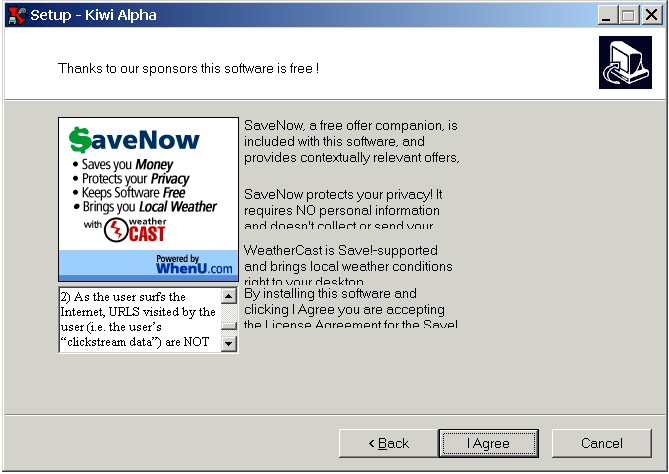 Setup - Kiwi Alpha
Thanks to our sponsors this software is free !
$aveNow
• Saves you Money
• Protects your Privacy
• Keeps Software Free
• Brings you Local Weather
with weather
CAST
Powered by
WhenU.com
SaveNow, a free offer companion, is
included with this software, and
provides contextually relevant offers,
SaveNow protects your privacy! It
requires NO personal information
and doesn't collect or send your
WeatherCast is Save!-supported
and brings local weather conditions
right to your desktop
2) As the user surfs the
Internet, URLS visited by the
user (i.e. the user's
“clickstream data”) are NOT
By installing this software and
clicking I Agree you are accepting
the License Agreement for the Save!
< Back
I Agree
Cancel